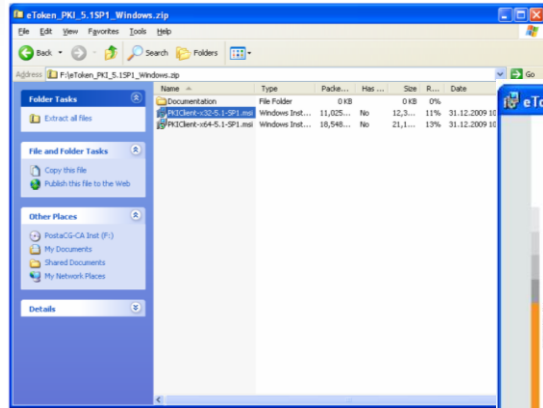 eToken_PKI_5.1SP1_Windows.zip
File Edit View Favorites Tools Help
Back Search Folders
Address F:\eToken_PKI_5.1SP1_Windows.zip Go
Name Type Packe... Has ... Size R... Date
Documentation File Folder 0 KB 0 KB 0%
PKIClient-x32-5.1-SP1.msi Windows Inst... 11,025... No 12,3... 11% 31.12.2009 10
PKIClient-x64-5.1-SP1.msi Windows Inst... 18,548... No 21,1... 13% 31.12.2009 10
Folder Tasks
Extract all files
File and Folder Tasks
Copy this file
Publish this file to the Web
Other Places
PostaCG-CA Inst (F:)
My Documents
Shared Documents
My Network Places
Details
eTo